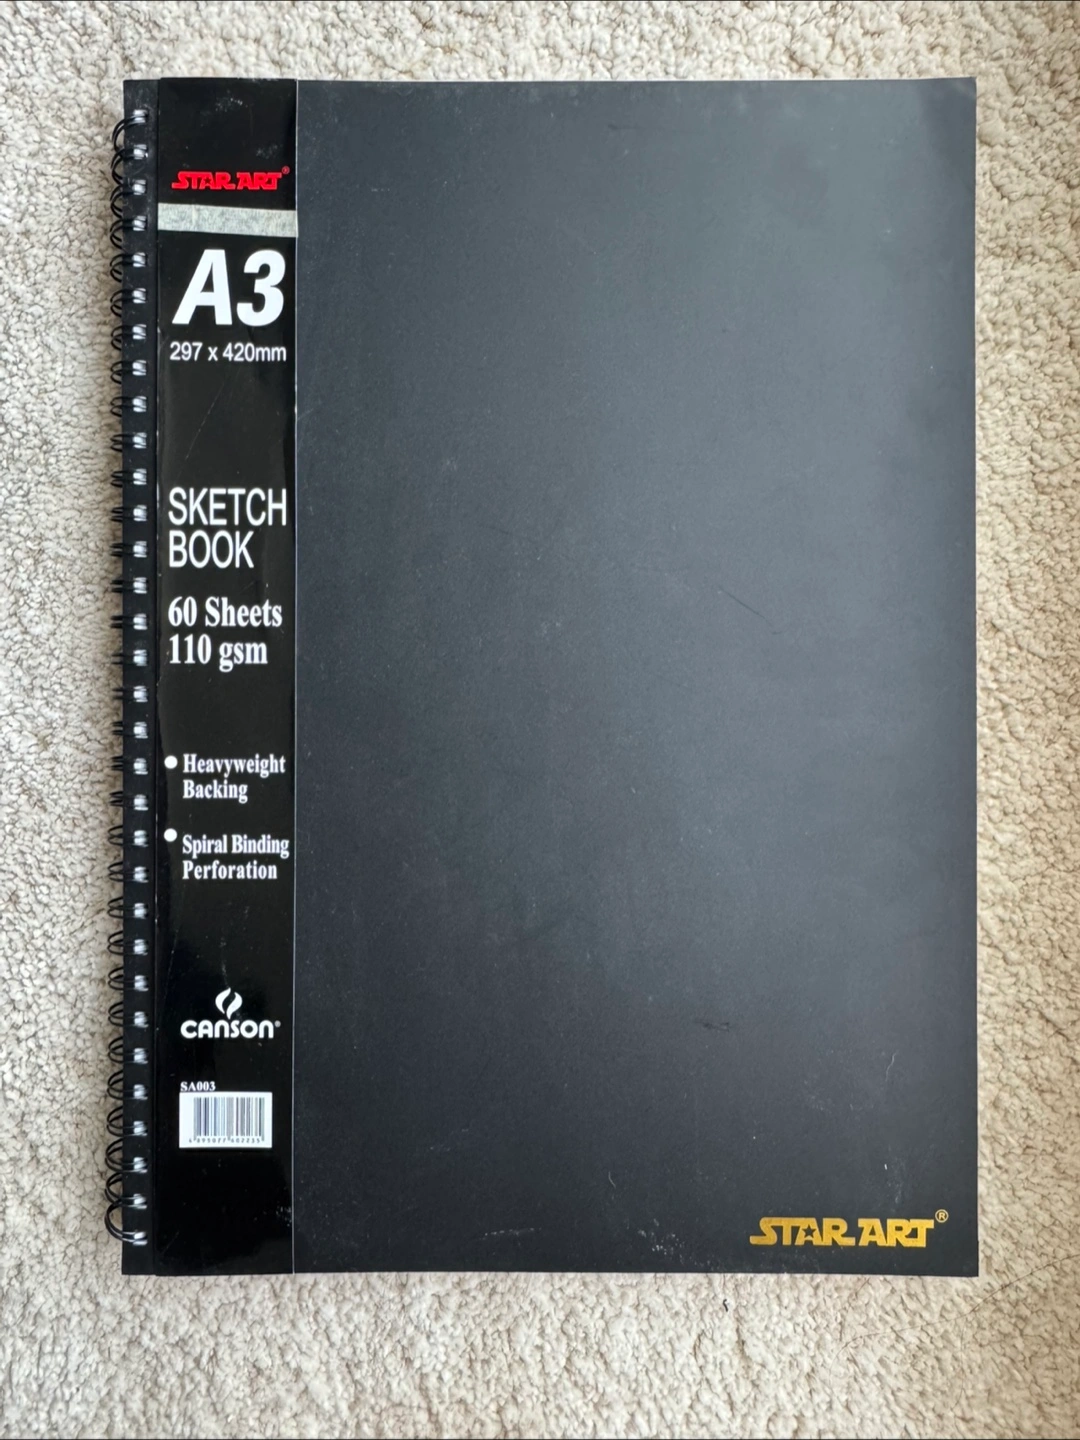 STAR ART®
A3
297 x 420mm
SKETCH
BOOK
60 Sheets
110 gsm
Heavyweight
Backing
Spiral Binding
Perforation
CANSON®
SA003
STAR ART®